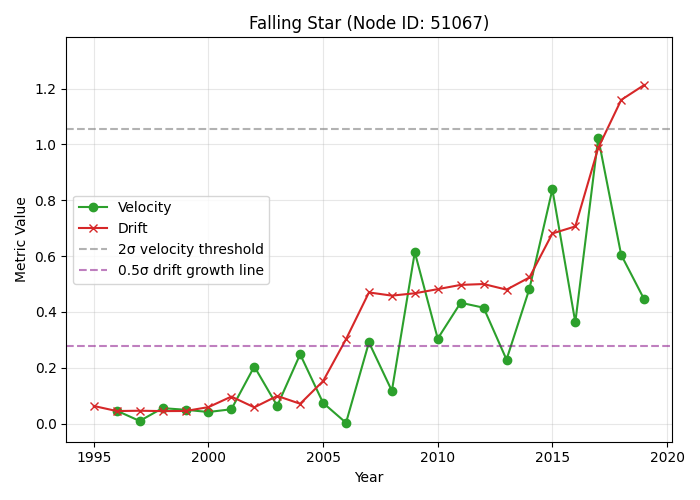 Falling Star (Node ID: 51067)
Metric Value
1.2
1.0
0.8
0.6
0.4
0.2
0.0
Velocity
Drift
2σ velocity threshold
0.5σ drift growth line
1995 2000 2005 2010 2015 2020
Year